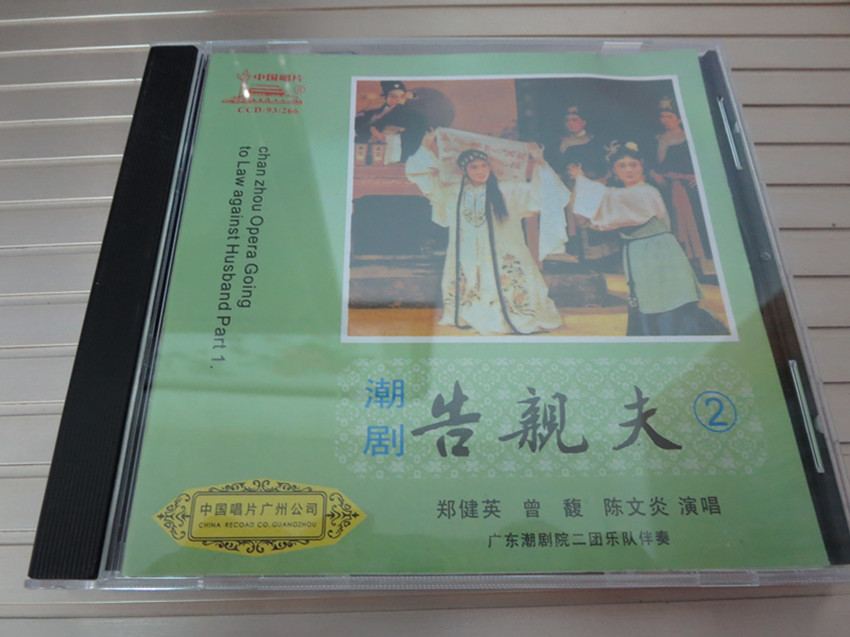 中国唱片
CCD-93/266
chan zhou Opera Going
to Law against Husband Part 1.
潮剧
告親夫
②
中国唱片广州公司
CHINA RECOAD CO. GUANGZHOU
郑健英 曾馥 陈文炎 演唱
广东潮剧院二团乐队伴奏